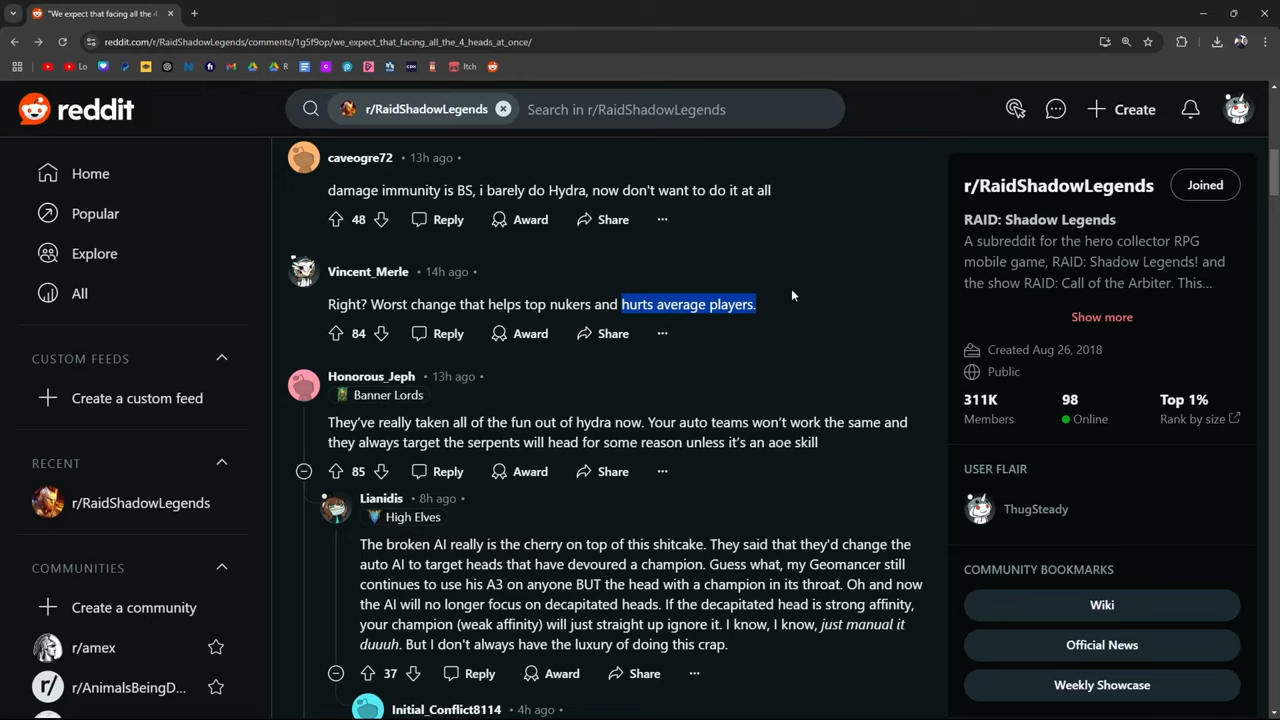 "We expect that facing all the 4
reddit.com/r/RaidShadowLegends/comments/1g5f9op/we_expect_that_facing_all_the_4_heads_at_once/
Lo
Itch
reddit
r/RaidShadowLegends
Search in r/RaidShadowLegends
Create
Home
Popular
Explore
All
CUSTOM FEEDS
Create a custom feed
RECENT
r/RaidShadowLegends
COMMUNITIES
Create a community
r/amex
r/AnimalsBeingD...
caveogre72 • 13h ago •
damage immunity is BS, i barely do Hydra, now don't want to do it at all
48 Reply Award Share ...
Vincent_Merle • 14h ago •
Right? Worst change that helps top nukers and hurts average players.
84 Reply Award Share ...
Honorous_Jeph • 13h ago •
Banner Lords
They've really taken all of the fun out of hydra now. Your auto teams won't work the same and
they always target the serpents will head for some reason unless it's an aoe skill
85 Reply Award Share ...
Lianidis • 8h ago •
High Elves
The broken AI really is the cherry on top of this shitcake. They said that they'd change the
auto AI to target heads that have devoured a champion. Guess what, my Geomancer still
continues to use his A3 on anyone BUT the head with a champion in its throat. Oh and now
the AI will no longer focus on decapitated heads. If the decapitated head is strong affinity,
your champion (weak affinity) will just straight up ignore it. I know, I know, just manual it
duuuh. But I don't always have the luxury of doing this crap.
37 Reply Award Share ...
Initial_Conflict8114 • 4h ago •
r/RaidShadowLegends
Joined
RAID: Shadow Legends
A subreddit for the hero collector RPG
mobile game, RAID: Shadow Legends! and
the show RAID: Call of the Arbiter. This...
Show more
Created Aug 26, 2018
Public
311K 98 Top 1%
Members Online Rank by size
USER FLAIR
ThugSteady
COMMUNITY BOOKMARKS
Wiki
Official News
Weekly Showcase